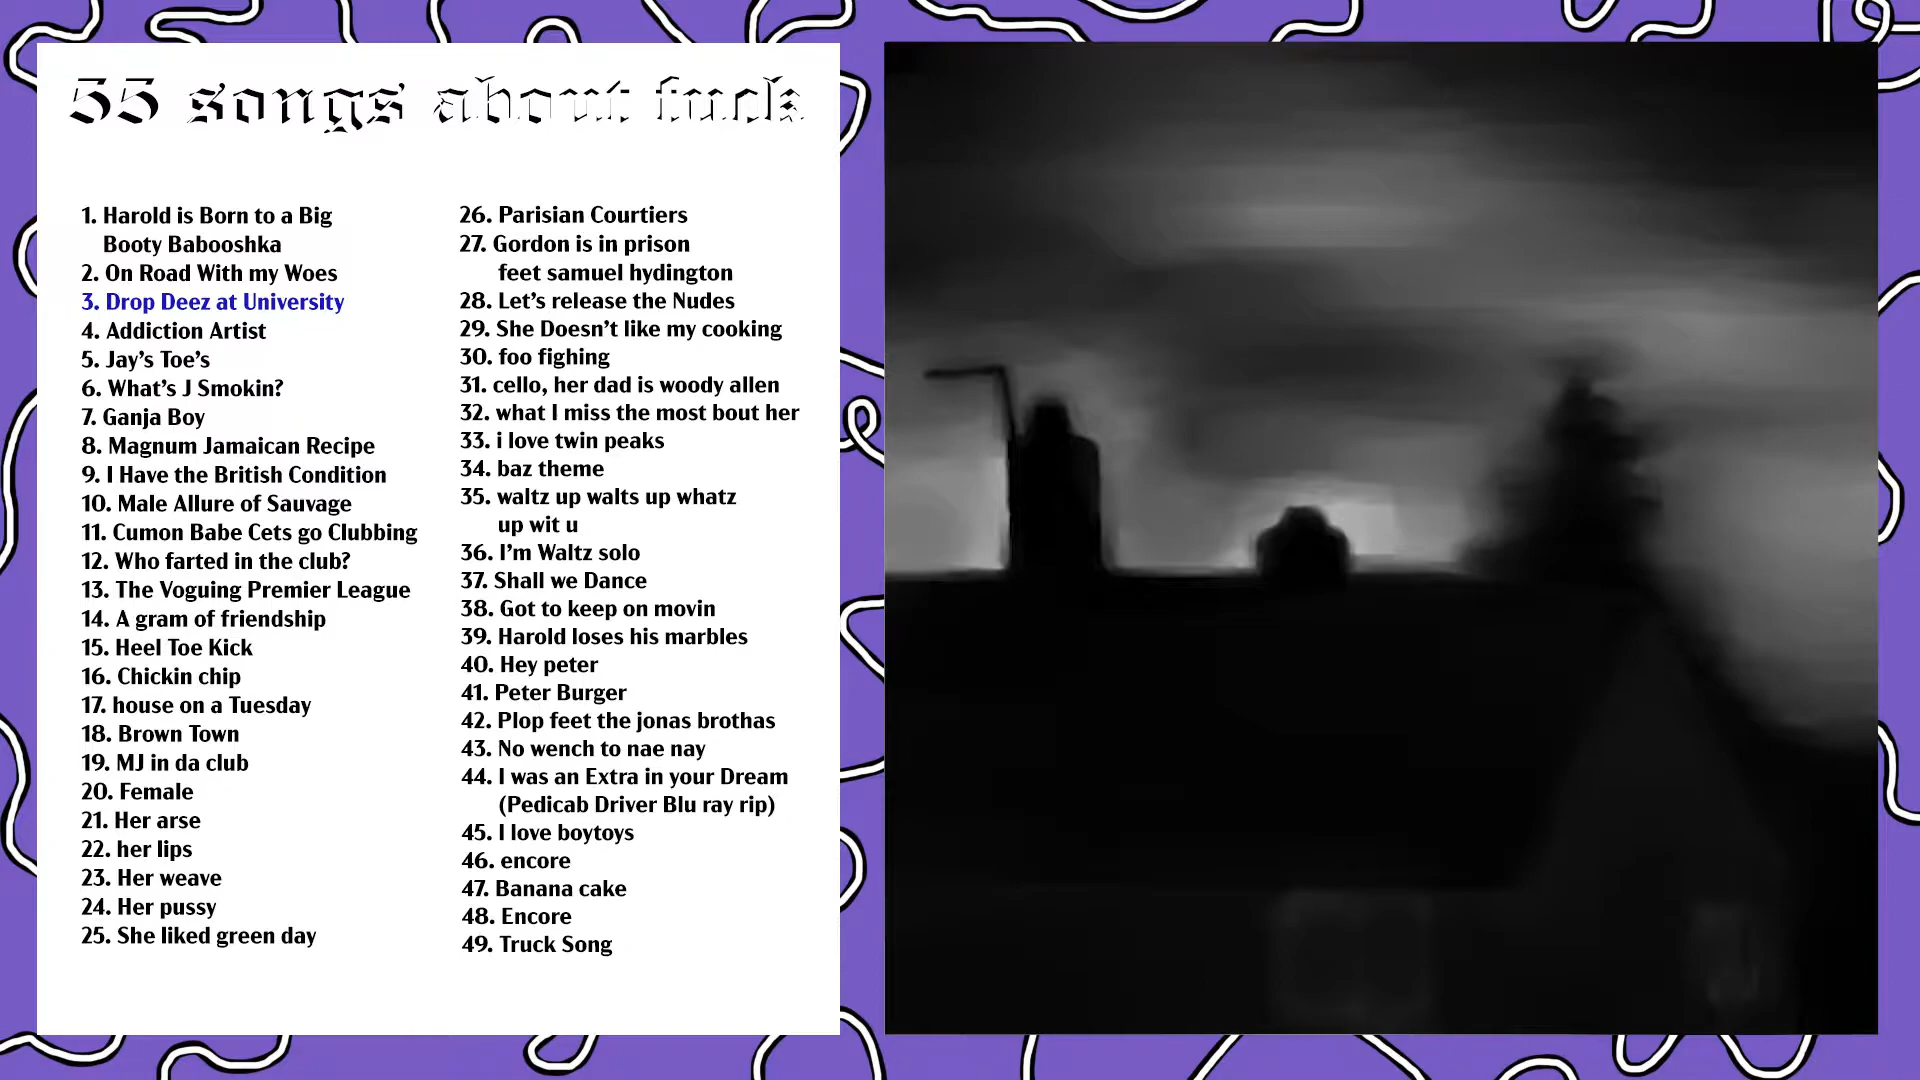 55 songs about fuck
1. Harold is Born to a Big
Booty Babooshka
2. On Road With my Woes
3. Drop Deez at University
4. Addiction Artist
5. Jay's Toe's
6. What's J Smokin?
7. Ganja Boy
8. Magnum Jamaican Recipe
9. I Have the British Condition
10. Male Allure of Sauvage
11. Cumon Babe Cets go Clubbing
12. Who farted in the club?
13. The Voguing Premier League
14. A gram of friendship
15. Heel Toe Kick
16. Chickin chip
17. house on a Tuesday
18. Brown Town
19. MJ in da club
20. Female
21. Her arse
22. her lips
23. Her weave
24. Her pussy
25. She liked green day
26. Parisian Courtiers
27. Gordon is in prison
feet samuel hydington
28. Let's release the Nudes
29. She Doesn't like my cooking
30. foo fighing
31. cello, her dad is woody allen
32. what I miss the most bout her
33. i love twin peaks
34. baz theme
35. waltz up walts up whatz
up wit u
36. I'm Waltz solo
37. Shall we Dance
38. Got to keep on movin
39. Harold loses his marbles
40. Hey peter
41. Peter Burger
42. Plop feet the jonas brothas
43. No wench to nae nay
44. I was an Extra in your Dream
(Pedicab Driver Blu ray rip)
45. I love boytoys
46. encore
47. Banana cake
48. Encore
49. Truck Song